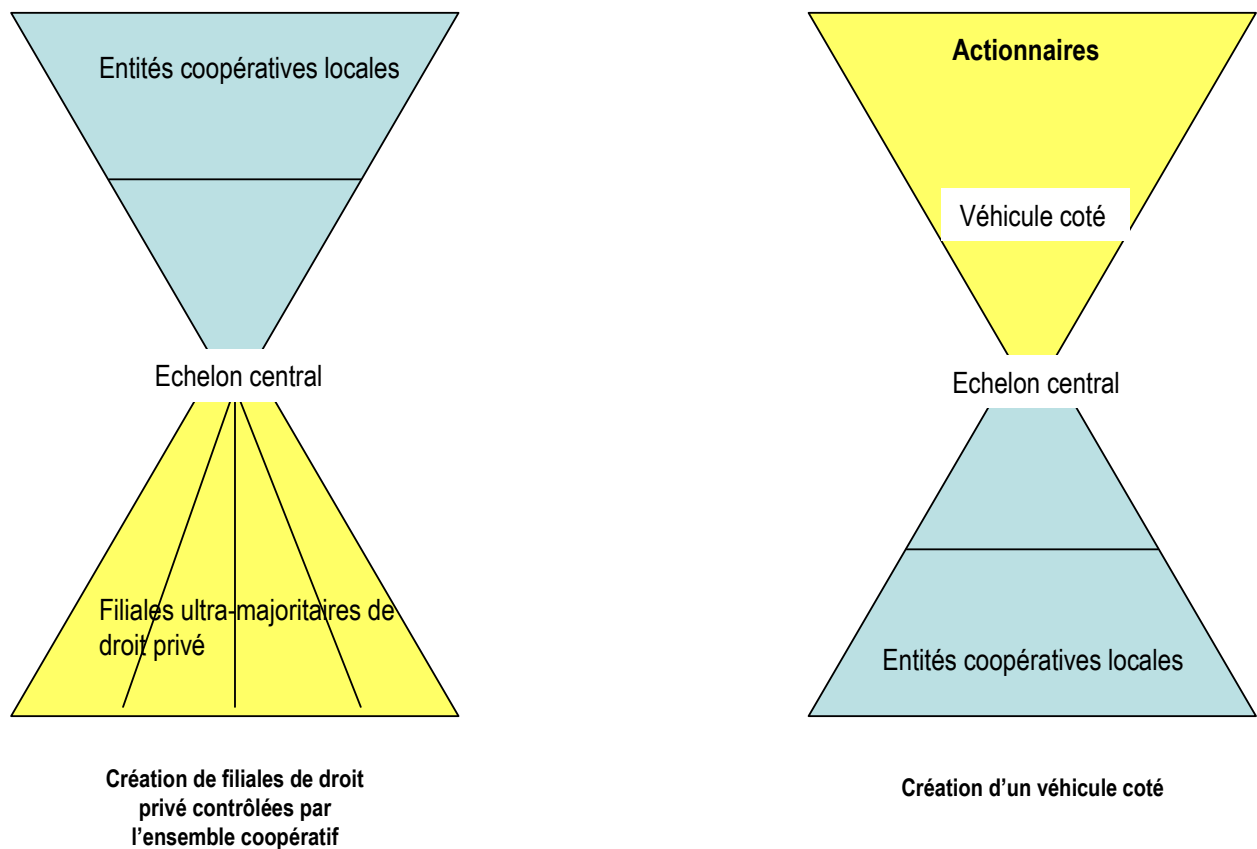 Entités coopératives locales
Echelon central
Filiales ultra-majoritaires de
droit privé
Création de filiales de droit
privé contrôlées par
l'ensemble coopératif
Actionnaires
Véhicule coté
Echelon central
Entités coopératives locales
Création d'un véhicule coté